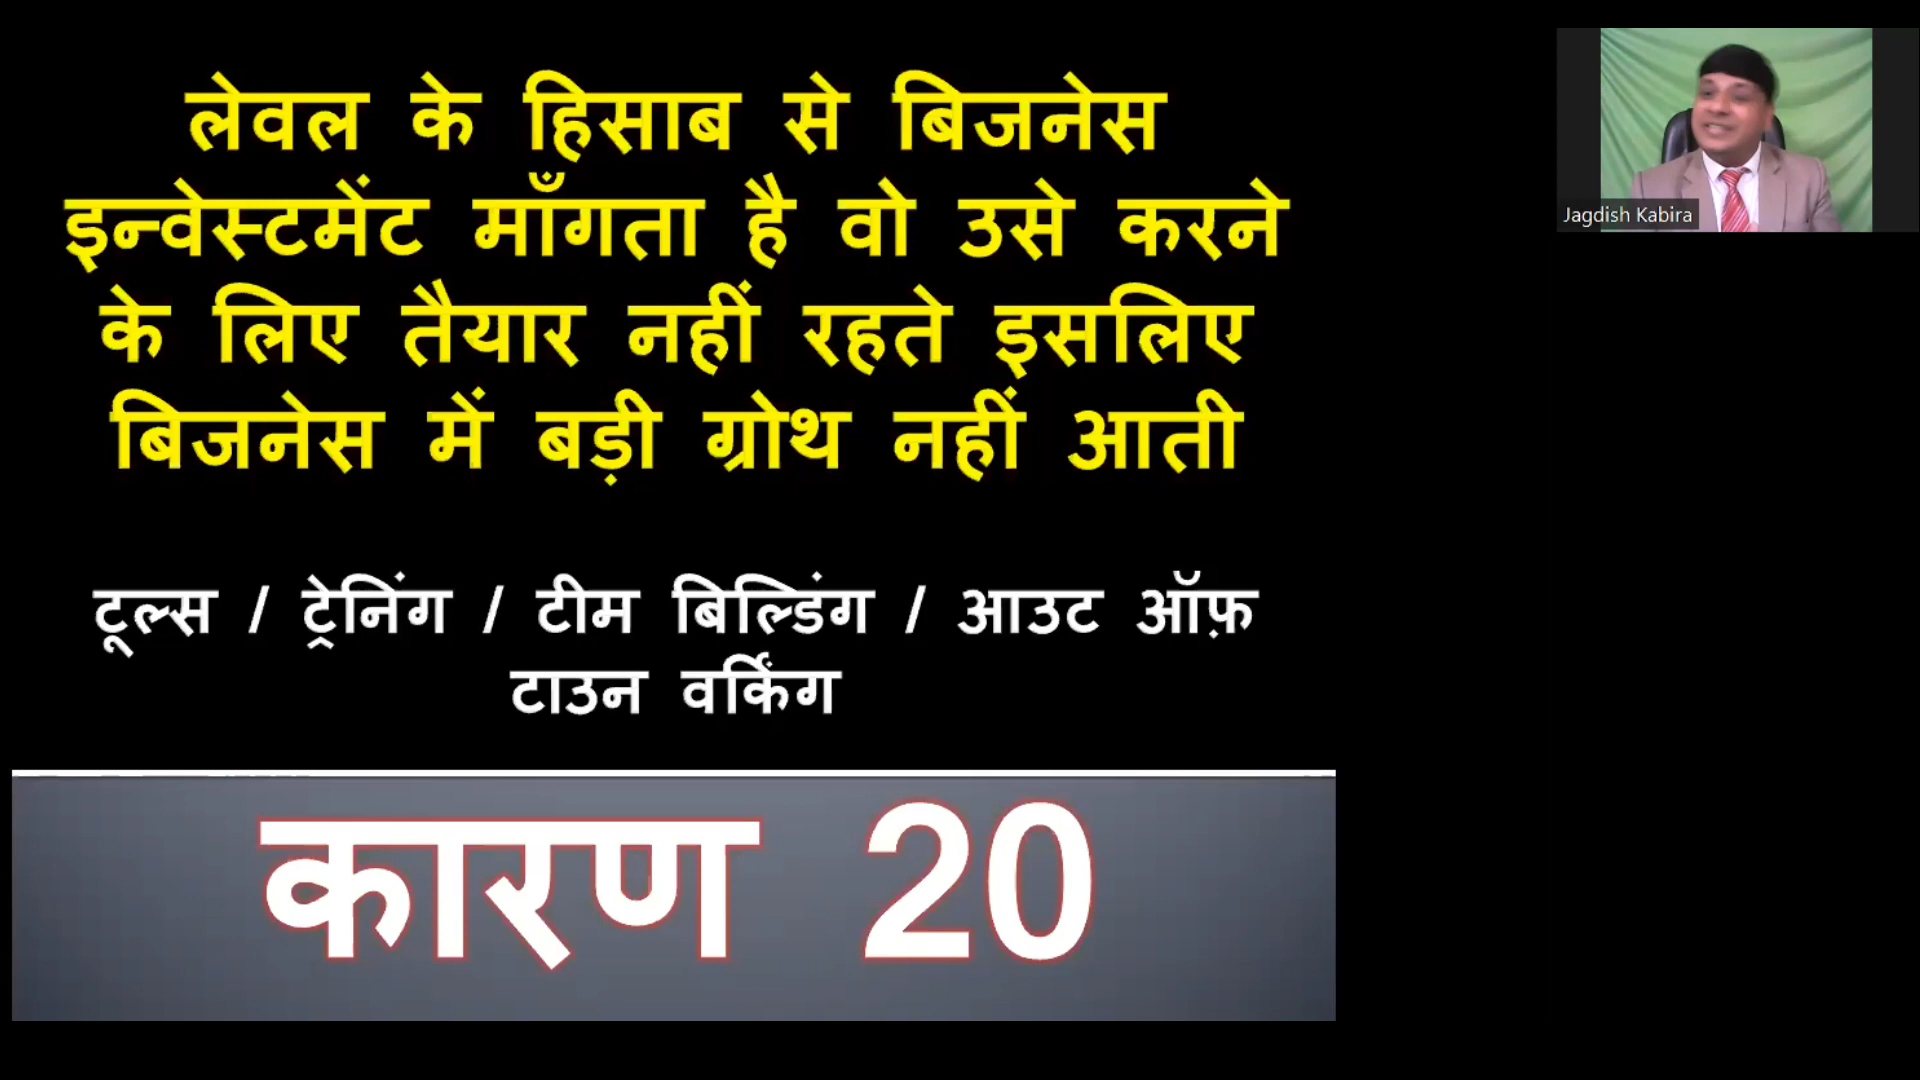 लेवल के हिसाब से बिजनेस
इन्वेस्टमेंट माँगता है वो उसे करने
के लिए तैयार नहीं रहते इसलिए
बिजनेस में बड़ी ग्रोथ नहीं आती
टूल्स / ट्रेनिंग / टीम बिल्डिंग / आउट ऑफ़
टाउन वर्किंग
कारण 20
Jagdish Kabira